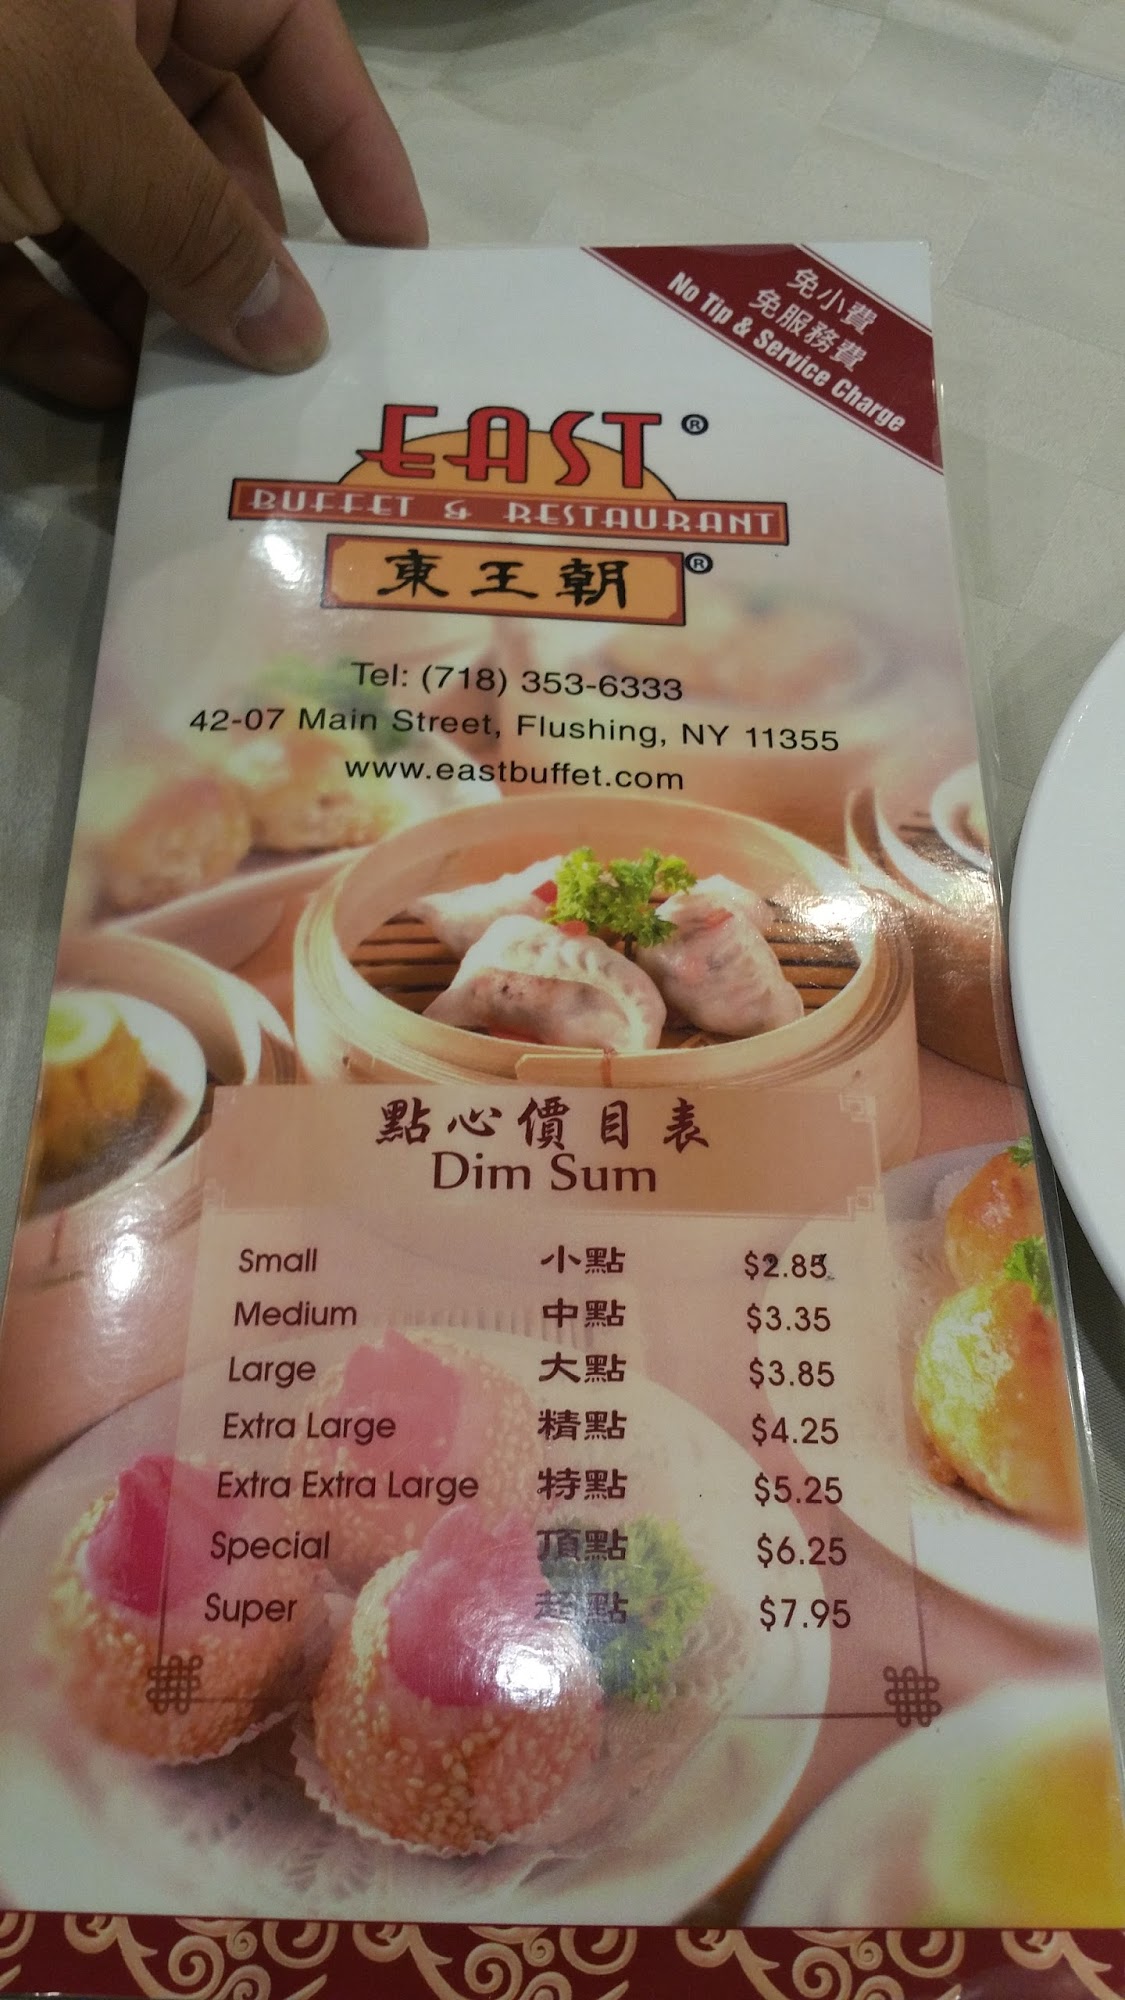 免小費
免服務費
No Tip & Service Charge
EAST®
BUFFET & RESTAURANT
東王朝®
Tel: (718) 353-6333
42-07 Main Street, Flushing, NY 11355
www.eastbuffet.com
點心價目表
Dim Sum
Small 小點 $2.85
Medium 中點 $3.35
Large 大點 $3.85
Extra Large 精點 $4.25
Extra Extra Large 特點 $5.25
Special 頂點 $6.25
Super 超點 $7.95